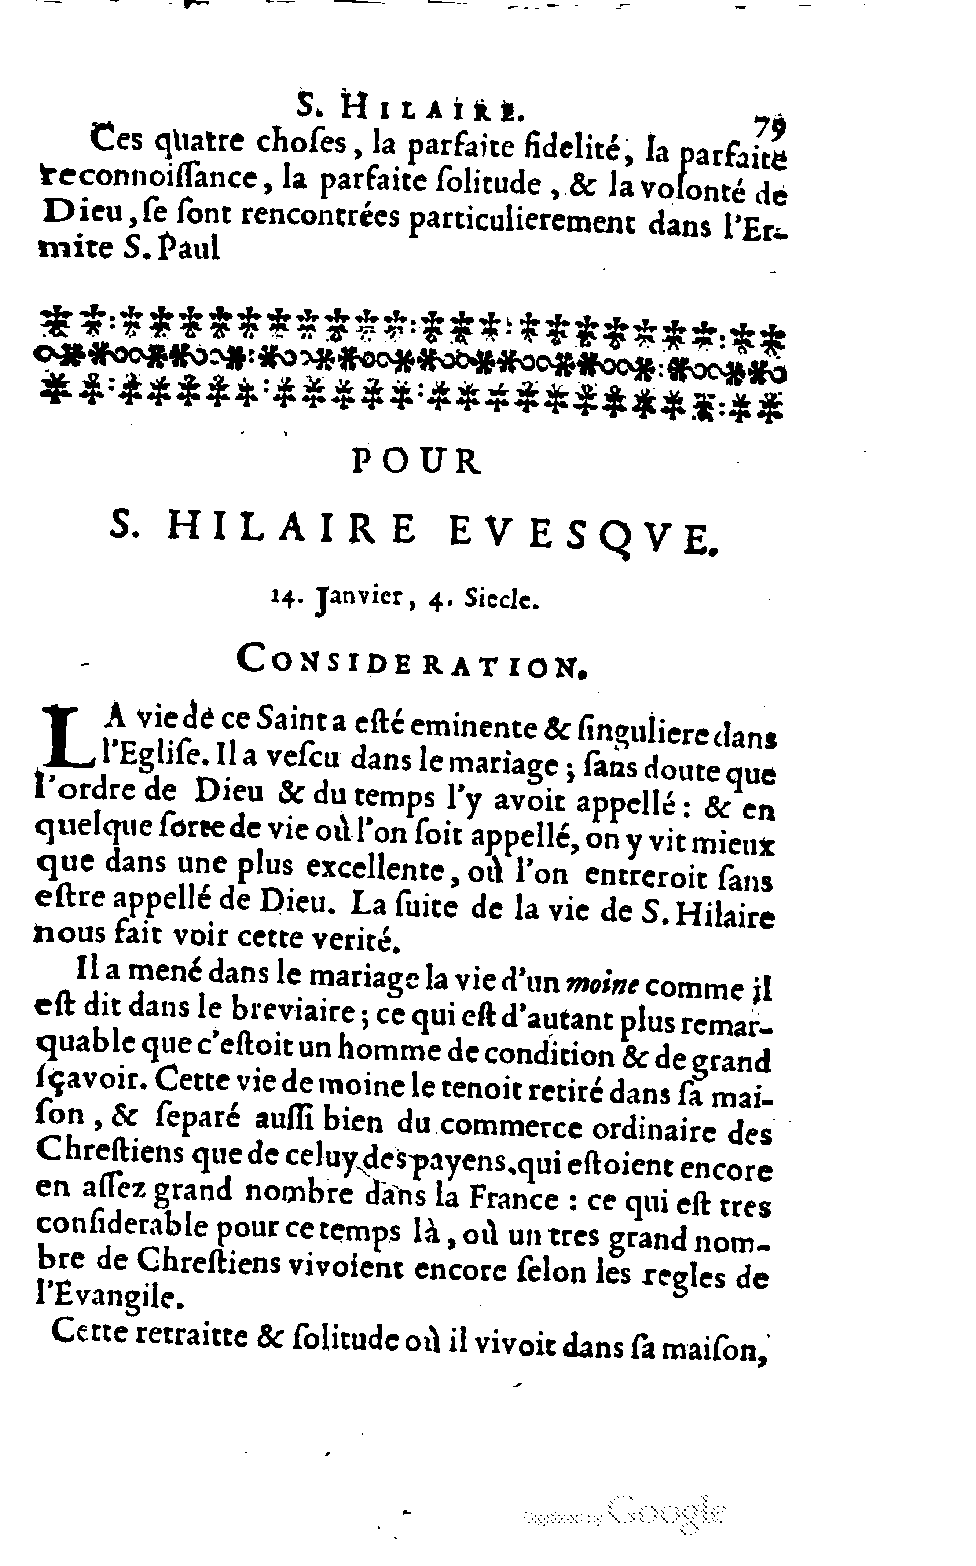 S. HILAIRE.
79
Ces quatre choſes, la parfaite fidelité, la parfaite
reconnoiſſance, la parfaite ſolitude, & la volonté de
Dieu, ſe ſont rencontrées particulierement dans l'Er-
mite S. Paul
POUR
S. HILAIRE EVESQVE.
14. Janvier, 4. Siecle.
CONSIDERATION.
LA vie de ce Saint a eſté eminente & ſinguliere dans
l'Egliſe. Il a veſcu dans le mariage; ſans doute que
l'ordre de Dieu & du temps l'y avoit appellé: & en
quelque ſorte de vie où l'on ſoit appellé, on y vit mieux
que dans une plus excellente, où l'on entreroit ſans
eſtre appellé de Dieu. La ſuite de la vie de S. Hilaire
nous fait voir cette verité.
Il a mené dans le mariage la vie d'un moine comme il
eſt dit dans le breviaire; ce qui eſt d'autant plus remar-
quable que c'eſtoit un homme de condition & de grand
ſçavoir. Cette vie de moine le tenoit retiré dans ſa mai-
ſon, & ſeparé auſſi bien du commerce ordinaire des
Chreſtiens que de celuy des payens, qui eſtoient encore
en aſſez grand nombre dans la France: ce qui eſt tres
conſiderable pour ce temps là, où un tres grand nom-
bre de Chreſtiens vivoient encore ſelon les regles de
l'Evangile.
Cette retraitte & ſolitude où il vivoit dans ſa maiſon,
Digitized by Google